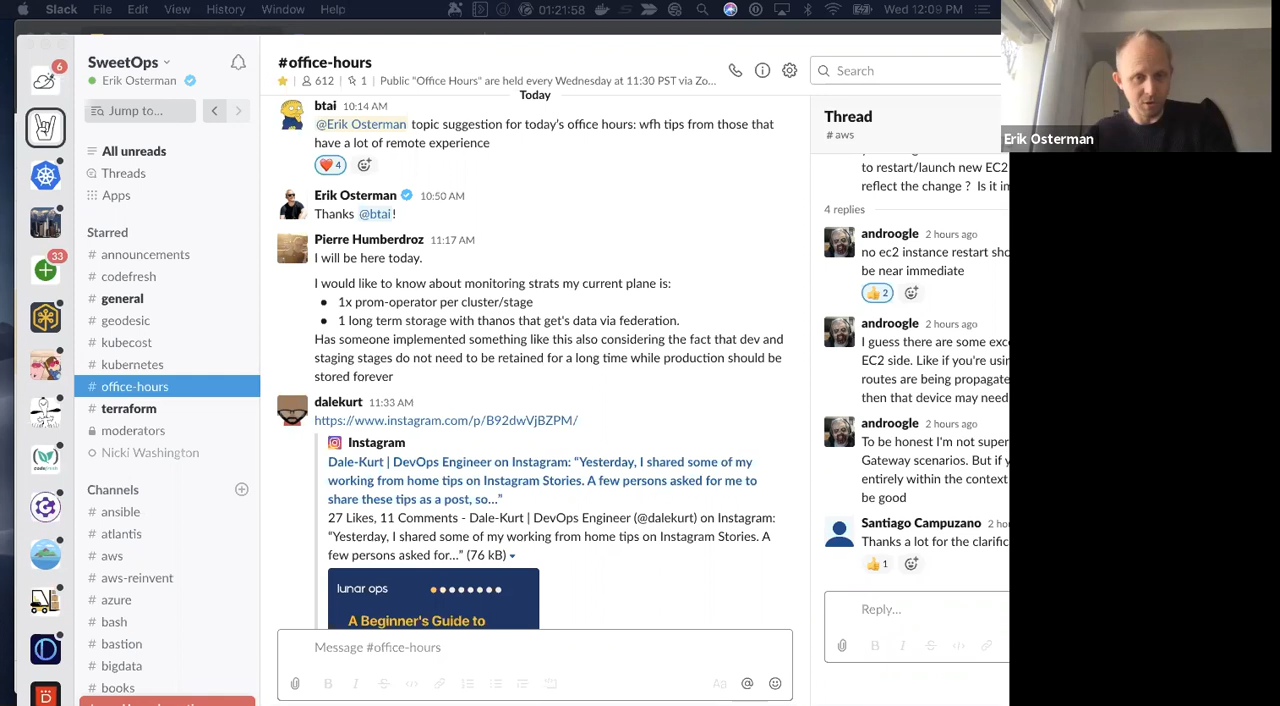 Slack File Edit View History Window Help 01:21:58 Wed 12:09 PM
6
SweetOps
Erik Osterman
Jump to...
All unreads
Threads
Apps
Starred
# announcements
# codefresh
# general
# geodesic
# kubecost
# kubernetes
# office-hours
# terraform
moderators
Nicki Washington
Channels
# ansible
# atlantis
# aws
# aws-reinvent
# azure
# bash
# bastion
# bigdata
# books
33
#office-hours
612 | 1 | Public "Office Hours" are held every Wednesday at 11:30 PST via Zo...
Search
Today
btai 10:14 AM
@Erik Osterman topic suggestion for today's office hours: wfh tips from those that
have a lot of remote experience
4
Erik Osterman 10:50 AM
Thanks @btai!
Pierre Humberdroz 11:17 AM
I will be here today.
I would like to know about monitoring strats my current plane is:
• 1x prom-operator per cluster/stage
• 1 long term storage with thanos that get's data via federation.
Has someone implemented something like this also considering the fact that dev and
staging stages do not need to be retained for a long time while production should be
stored forever
dalekurt 11:33 AM
https://www.instagram.com/p/B92dwVjBZPM/
Instagram
Dale-Kurt | DevOps Engineer on Instagram: “Yesterday, I shared some of my
working from home tips on Instagram Stories. A few persons asked for me to
share these tips as a post, so...”
27 Likes, 11 Comments - Dale-Kurt | DevOps Engineer (@dalekurt) on Instagram:
“Yesterday, I shared some of my working from home tips on Instagram Stories. A
few persons asked for...” (76 kB)
lunar ops
A Beginner's Guide to
Message #office-hours
Thread
# aws
to restart/launch new EC2
reflect the change ? Is it
4 replies
androogle 2 hours ago
no ec2 instance restart
be near immediate
2
androogle 2 hours ago
I guess there are some
EC2 side. Like if you're
routes are being
then that device may need
androogle 2 hours ago
To be honest I'm not
Gateway scenarios. But if
entirely within the context
be good
Santiago Campuzano 2
Thanks a lot for the
1
Reply...
Erik Osterman